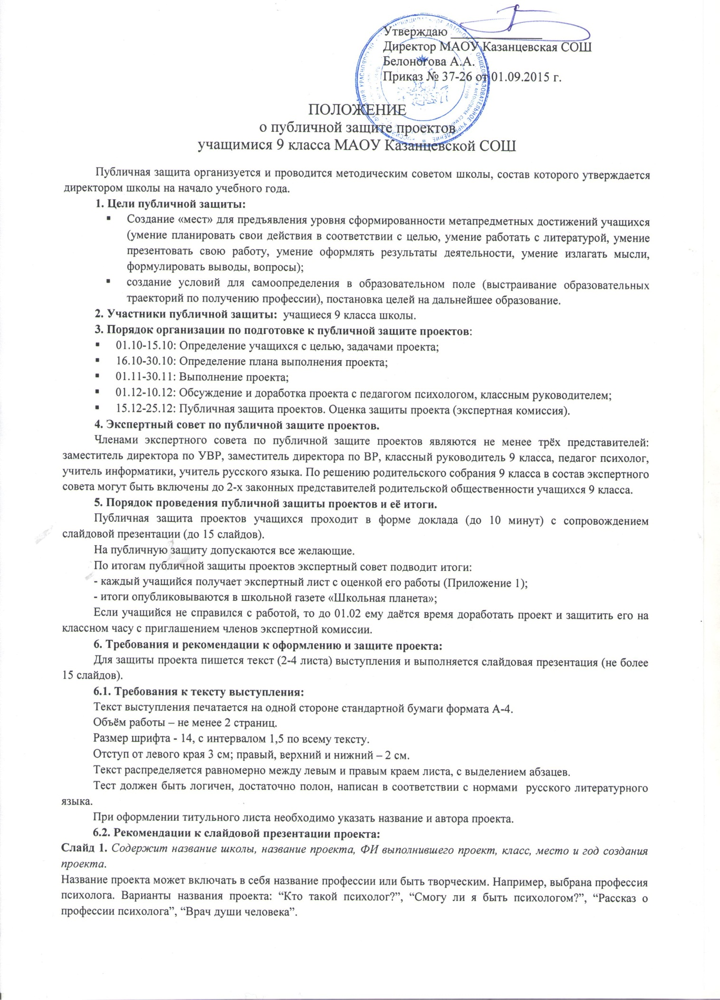 Утверждаю
Директор МАОУ Казанцевская СОШ
Белоногова А.А.
Приказ № 37-26 от 01.09.2015 г.
ПОЛОЖЕНИЕ
о публичной защите проектов
учащимися 9 класса МАОУ Казанцевской СОШ
Публичная защита организуется и проводится методическим советом школы, состав которого утверждается
директором школы на начало учебного года.
1. Цели публичной защиты:
▪ Создание «мест» для предъявления уровня сформированности метапредметных достижений учащихся
(умение планировать свои действия в соответствии с целью, умение работать с литературой, умение
презентовать свою работу, умение оформлять результаты деятельности, умение излагать мысли,
формулировать выводы, вопросы);
▪ создание условий для самоопределения в образовательном поле (выстраивание образовательных
траекторий по получению профессии), постановка целей на дальнейшее образование.
2. Участники публичной защиты: учащиеся 9 класса школы.
3. Порядок организации по подготовке к публичной защите проектов:
▪ 01.10-15.10: Определение учащихся с целью, задачами проекта;
▪ 16.10-30.10: Определение плана выполнения проекта;
▪ 01.11-30.11: Выполнение проекта;
▪ 01.12-10.12: Обсуждение и доработка проекта с педагогом психологом, классным руководителем;
▪ 15.12-25.12: Публичная защита проектов. Оценка защиты проекта (экспертная комиссия).
4. Экспертный совет по публичной защите проектов.
Членами экспертного совета по публичной защите проектов являются не менее трёх представителей:
заместитель директора по УВР, заместитель директора по ВР, классный руководитель 9 класса, педагог психолог,
учитель информатики, учитель русского языка. По решению родительского собрания 9 класса в состав экспертного
совета могут быть включены до 2-х законных представителей родительской общественности учащихся 9 класса.
5. Порядок проведения публичной защиты проектов и её итоги.
Публичная защита проектов учащихся проходит в форме доклада (до 10 минут) с сопровождением
слайдовой презентации (до 15 слайдов).
На публичную защиту допускаются все желающие.
По итогам публичной защиты проектов экспертный совет подводит итоги:
- каждый учащийся получает экспертный лист с оценкой его работы (Приложение 1);
- итоги опубликовываются в школьной газете «Школьная планета»;
Если учащийся не справился с работой, то до 01.02 ему даётся время доработать проект и защитить его на
классном часу с приглашением членов экспертной комиссии.
6. Требования и рекомендации к оформлению и защите проекта:
Для защиты проекта пишется текст (2-4 листа) выступления и выполняется слайдовая презентация (не более
15 слайдов).
6.1. Требования к тексту выступления:
Текст выступления печатается на одной стороне стандартной бумаги формата А-4.
Объём работы – не менее 2 страниц.
Размер шрифта - 14, с интервалом 1,5 по всему тексту.
Отступ от левого края 3 см; правый, верхний и нижний – 2 см.
Текст распределяется равномерно между левым и правым краем листа, с выделением абзацев.
Тест должен быть логичен, достаточно полон, написан в соответствии с нормами русского литературного
языка.
При оформлении титульного листа необходимо указать название и автора проекта.
6.2. Рекомендации к слайдовой презентации проекта:
Слайд 1. Содержит название школы, название проекта, ФИ выполнившего проект, класс, место и год создания
проекта.
Название проекта может включать в себя название профессии или быть творческим. Например, выбрана профессия
психолога. Варианты названия проекта: “Кто такой психолог?”, “Смогу ли я быть психологом?”, “Рассказ о
профессии психолога”, “Врач души человека”.